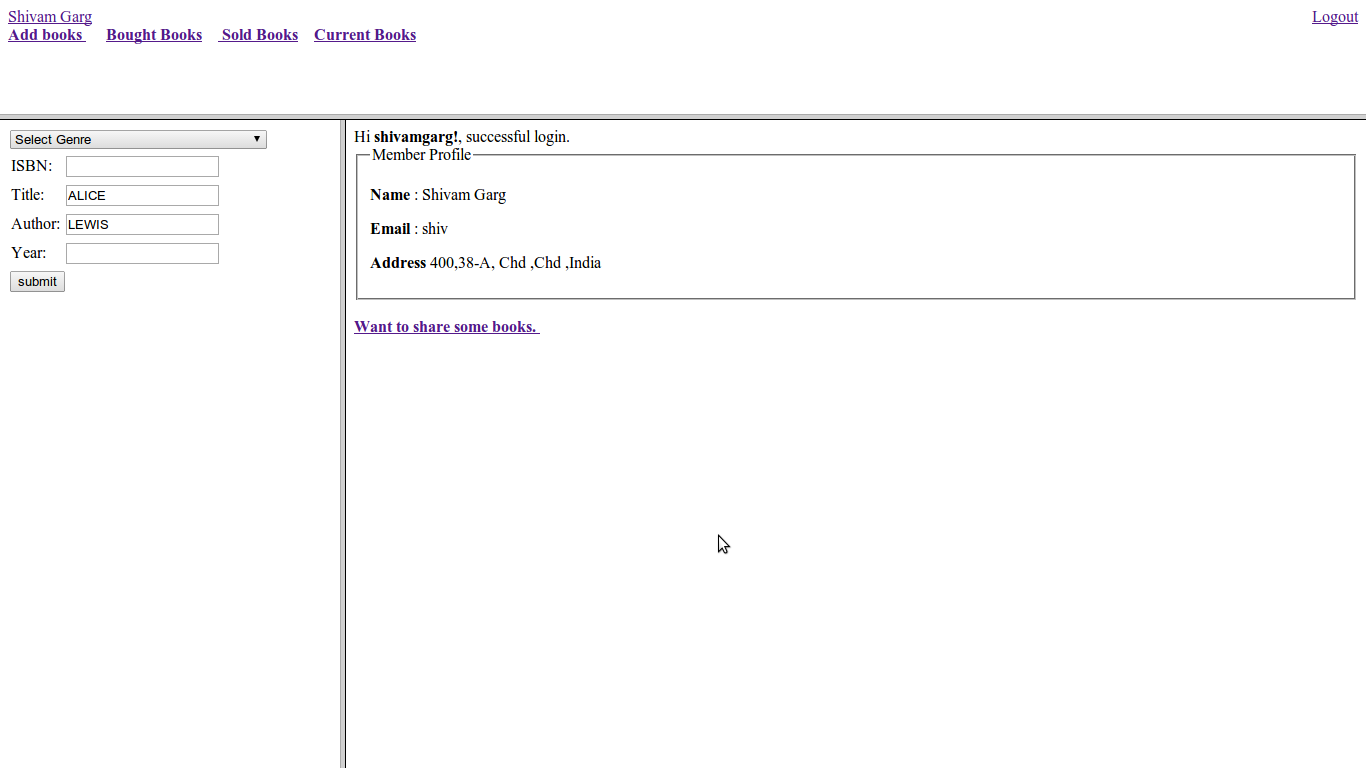 Shivam Garg Logout
Add books Bought Books Sold Books Current Books
Select Genre
ISBN:
Title: ALICE
Author: LEWIS
Year:
submit
Hi shivamgarg!, successful login.
Member Profile
Name : Shivam Garg
Email : shiv
Address 400,38-A, Chd ,Chd ,India
Want to share some books.